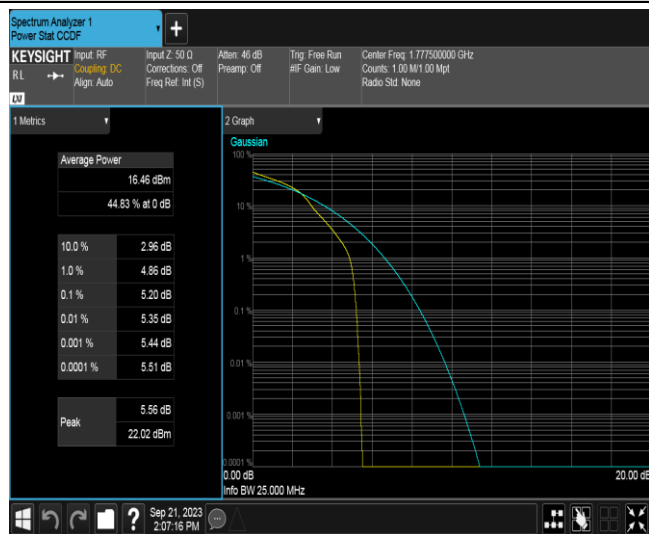 Spectrum Analyzer 1
Power Stat CCDF
KEYSIGHT
RL
Input: RF
Coupling: DC
Align: Auto
Input Z: 50 Ω
Corrections: Off
Freq Ref: Int (S)
Atten: 46 dB
Preamp: Off
Trig: Free Run
#IF Gain: Low
Center Freq: 1.777500000 GHz
Counts: 1.00 M/1.00 Mpt
Radio Std: None
LXI
1 Metrics
Average Power
16.46 dBm
44.83 % at 0 dB
10.0 % 2.96 dB
1.0 % 4.86 dB
0.1 % 5.20 dB
0.01 % 5.35 dB
0.001 % 5.44 dB
0.0001 % 5.51 dB
Peak
5.56 dB
22.02 dBm
2 Graph
Gaussian
100 %
10 %
1 %
0.1 %
0.01 %
0.001 %
0.0001 %
0.00 dB 20.00 dB
Info BW 25.000 MHz
?
Sep 21, 2023
2:07:16 PM